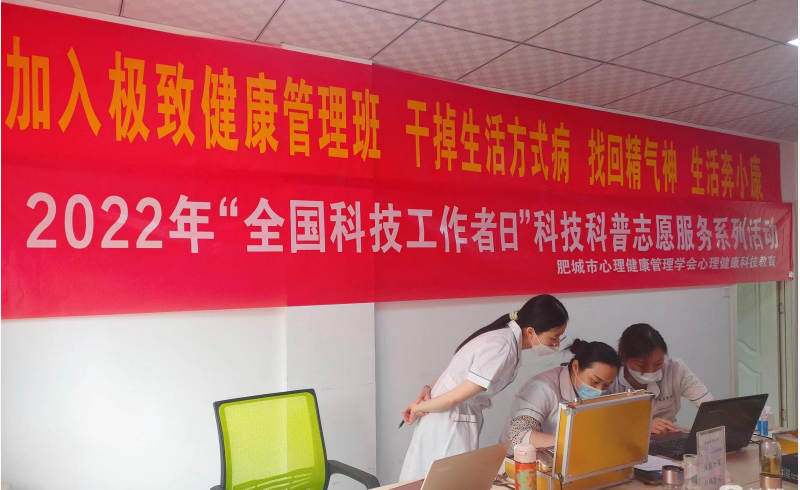 加入极致健康管理班 干掉生活方式病 找回精气神 生活奔小康
2022年“全国科技工作者日”科技科普志愿服务系列活动
肥城市心理健康管理学会心理健康科技教育